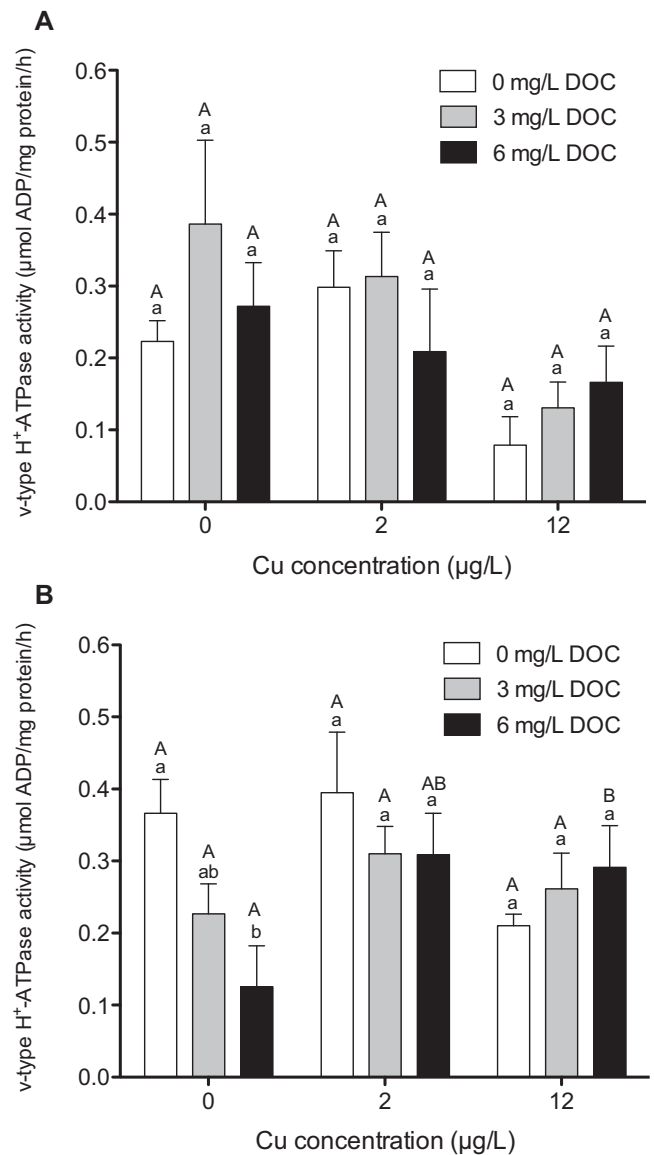 A
v-type H⁺-ATPase activity (µmol ADP/mg protein/h)
0.6
0.5
0.4
0.3
0.2
0.1
0.0
0 mg/L DOC
3 mg/L DOC
6 mg/L DOC
A
a
A
a
A
a
A
a
A
a
A
a
A
a
A
a
A
a
0
2
12
Cu concentration (µg/L)
B
v-type H⁺-ATPase activity (µmol ADP/mg protein/h)
0.6
0.5
0.4
0.3
0.2
0.1
0.0
0 mg/L DOC
3 mg/L DOC
6 mg/L DOC
A
a
A
ab
A
b
A
a
A
a
AB
a
A
a
A
a
B
a
0
2
12
Cu concentration (µg/L)